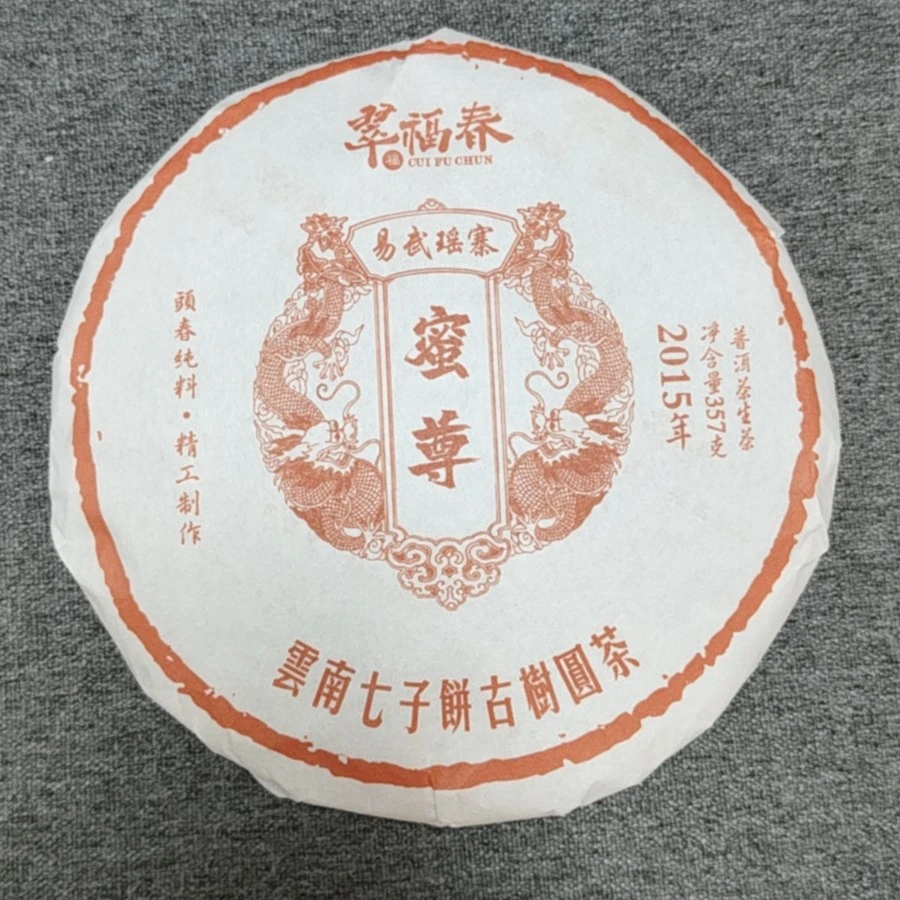 翠福春
福
CUI FU CHUN
易武瑶寨
蜜尊
頭春纯料·精工制作
普洱茶生茶
净含量357克
2015年
雲南七子餅古樹圓茶